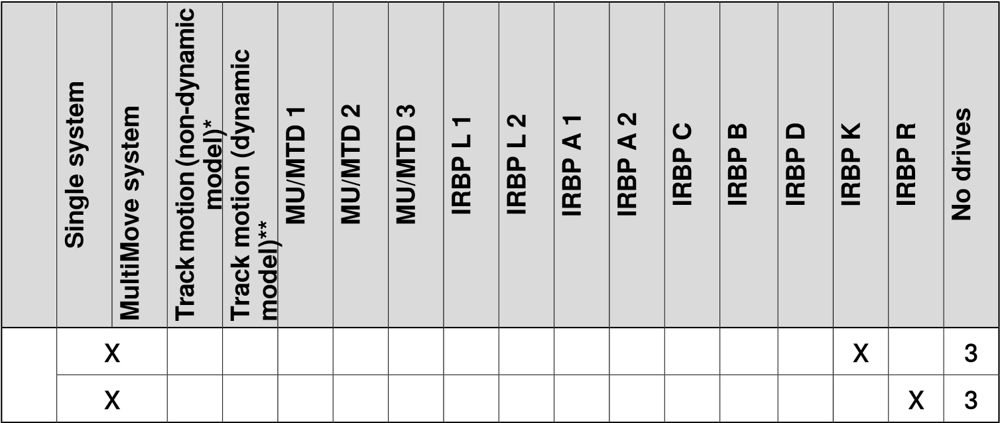 Single system
MultiMove system
Track motion (non-dynamic
model)*
Track motion (dynamic
model)**
MU/MTD 1
MU/MTD 2
MU/MTD 3
IRBP L 1
IRBP L 2
IRBP A 1
IRBP A 2
IRBP C
IRBP B
IRBP D
IRBP K
IRBP R
No drives
X X 3
X X 3